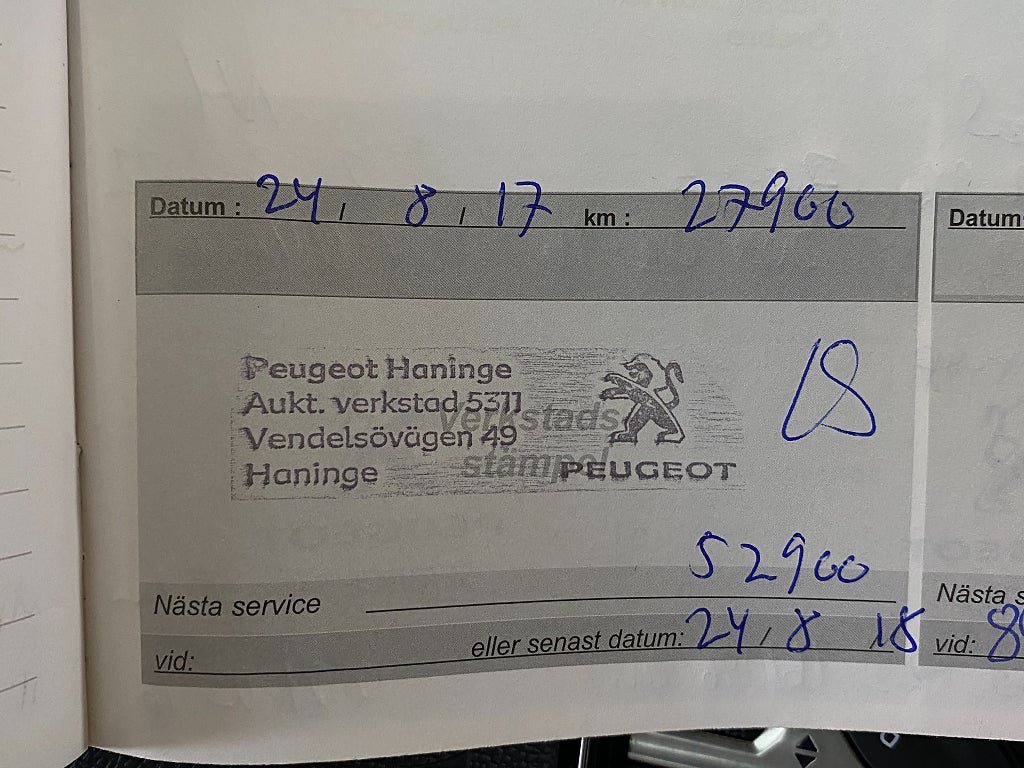 Datum : 24 / 8 / 17 km : 27900
Peugeot Haninge
Aukt. verkstad 5311
Vendelsövägen 49
Haninge
verkstads
stämpel
PEUGEOT
52900
Nästa service
vid: eller senast datum: 24 / 8 / 18
Datum
Nästa s
vid: 8